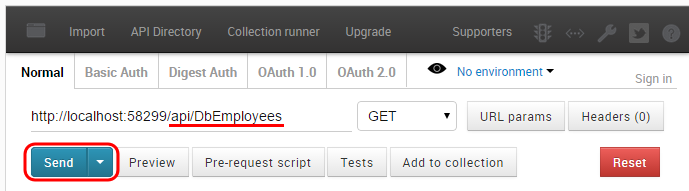 Import API Directory Collection runner Upgrade Supporters
Normal Basic Auth Digest Auth OAuth 1.0 OAuth 2.0 No environment Sign in
http://localhost:58299/api/DbEmployees GET URL params Headers (0)
Send Preview Pre-request script Tests Add to collection Reset